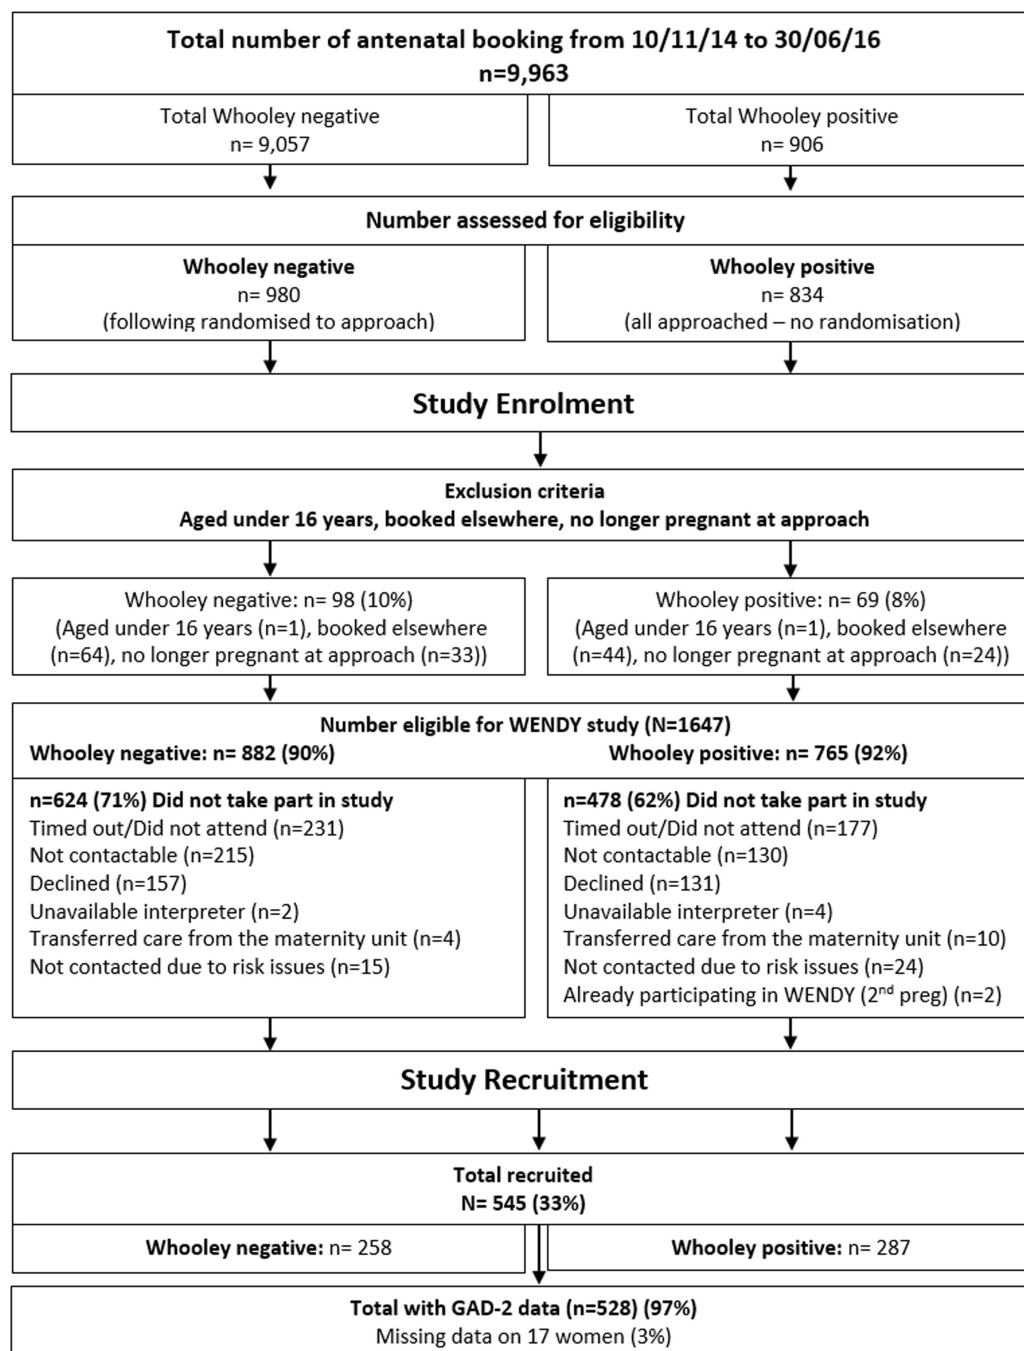 Total number of antenatal booking from 10/11/14 to 30/06/16
n=9,963
Total Whooley negative
n= 9,057
Total Whooley positive
n= 906
Number assessed for eligibility
Whooley negative
n= 980
(following randomised to approach)
Whooley positive
n= 834
(all approached – no randomisation)
Study Enrolment
Exclusion criteria
Aged under 16 years, booked elsewhere, no longer pregnant at approach
Whooley negative: n= 98 (10%)
(Aged under 16 years (n=1), booked elsewhere
(n=64), no longer pregnant at approach (n=33))
Whooley positive: n= 69 (8%)
(Aged under 16 years (n=1), booked elsewhere
(n=44), no longer pregnant at approach (n=24))
Number eligible for WENDY study (N=1647)
Whooley negative: n= 882 (90%)
Whooley positive: n= 765 (92%)
n=624 (71%) Did not take part in study
Timed out/Did not attend (n=231)
Not contactable (n=215)
Declined (n=157)
Unavailable interpreter (n=2)
Transferred care from the maternity unit (n=4)
Not contacted due to risk issues (n=15)
n=478 (62%) Did not take part in study
Timed out/Did not attend (n=177)
Not contactable (n=130)
Declined (n=131)
Unavailable interpreter (n=4)
Transferred care from the maternity unit (n=10)
Not contacted due to risk issues (n=24)
Already participating in WENDY (2nd preg) (n=2)
Study Recruitment
Total recruited
N= 545 (33%)
Whooley negative: n= 258
Whooley positive: n= 287
Total with GAD-2 data (n=528) (97%)
Missing data on 17 women (3%)